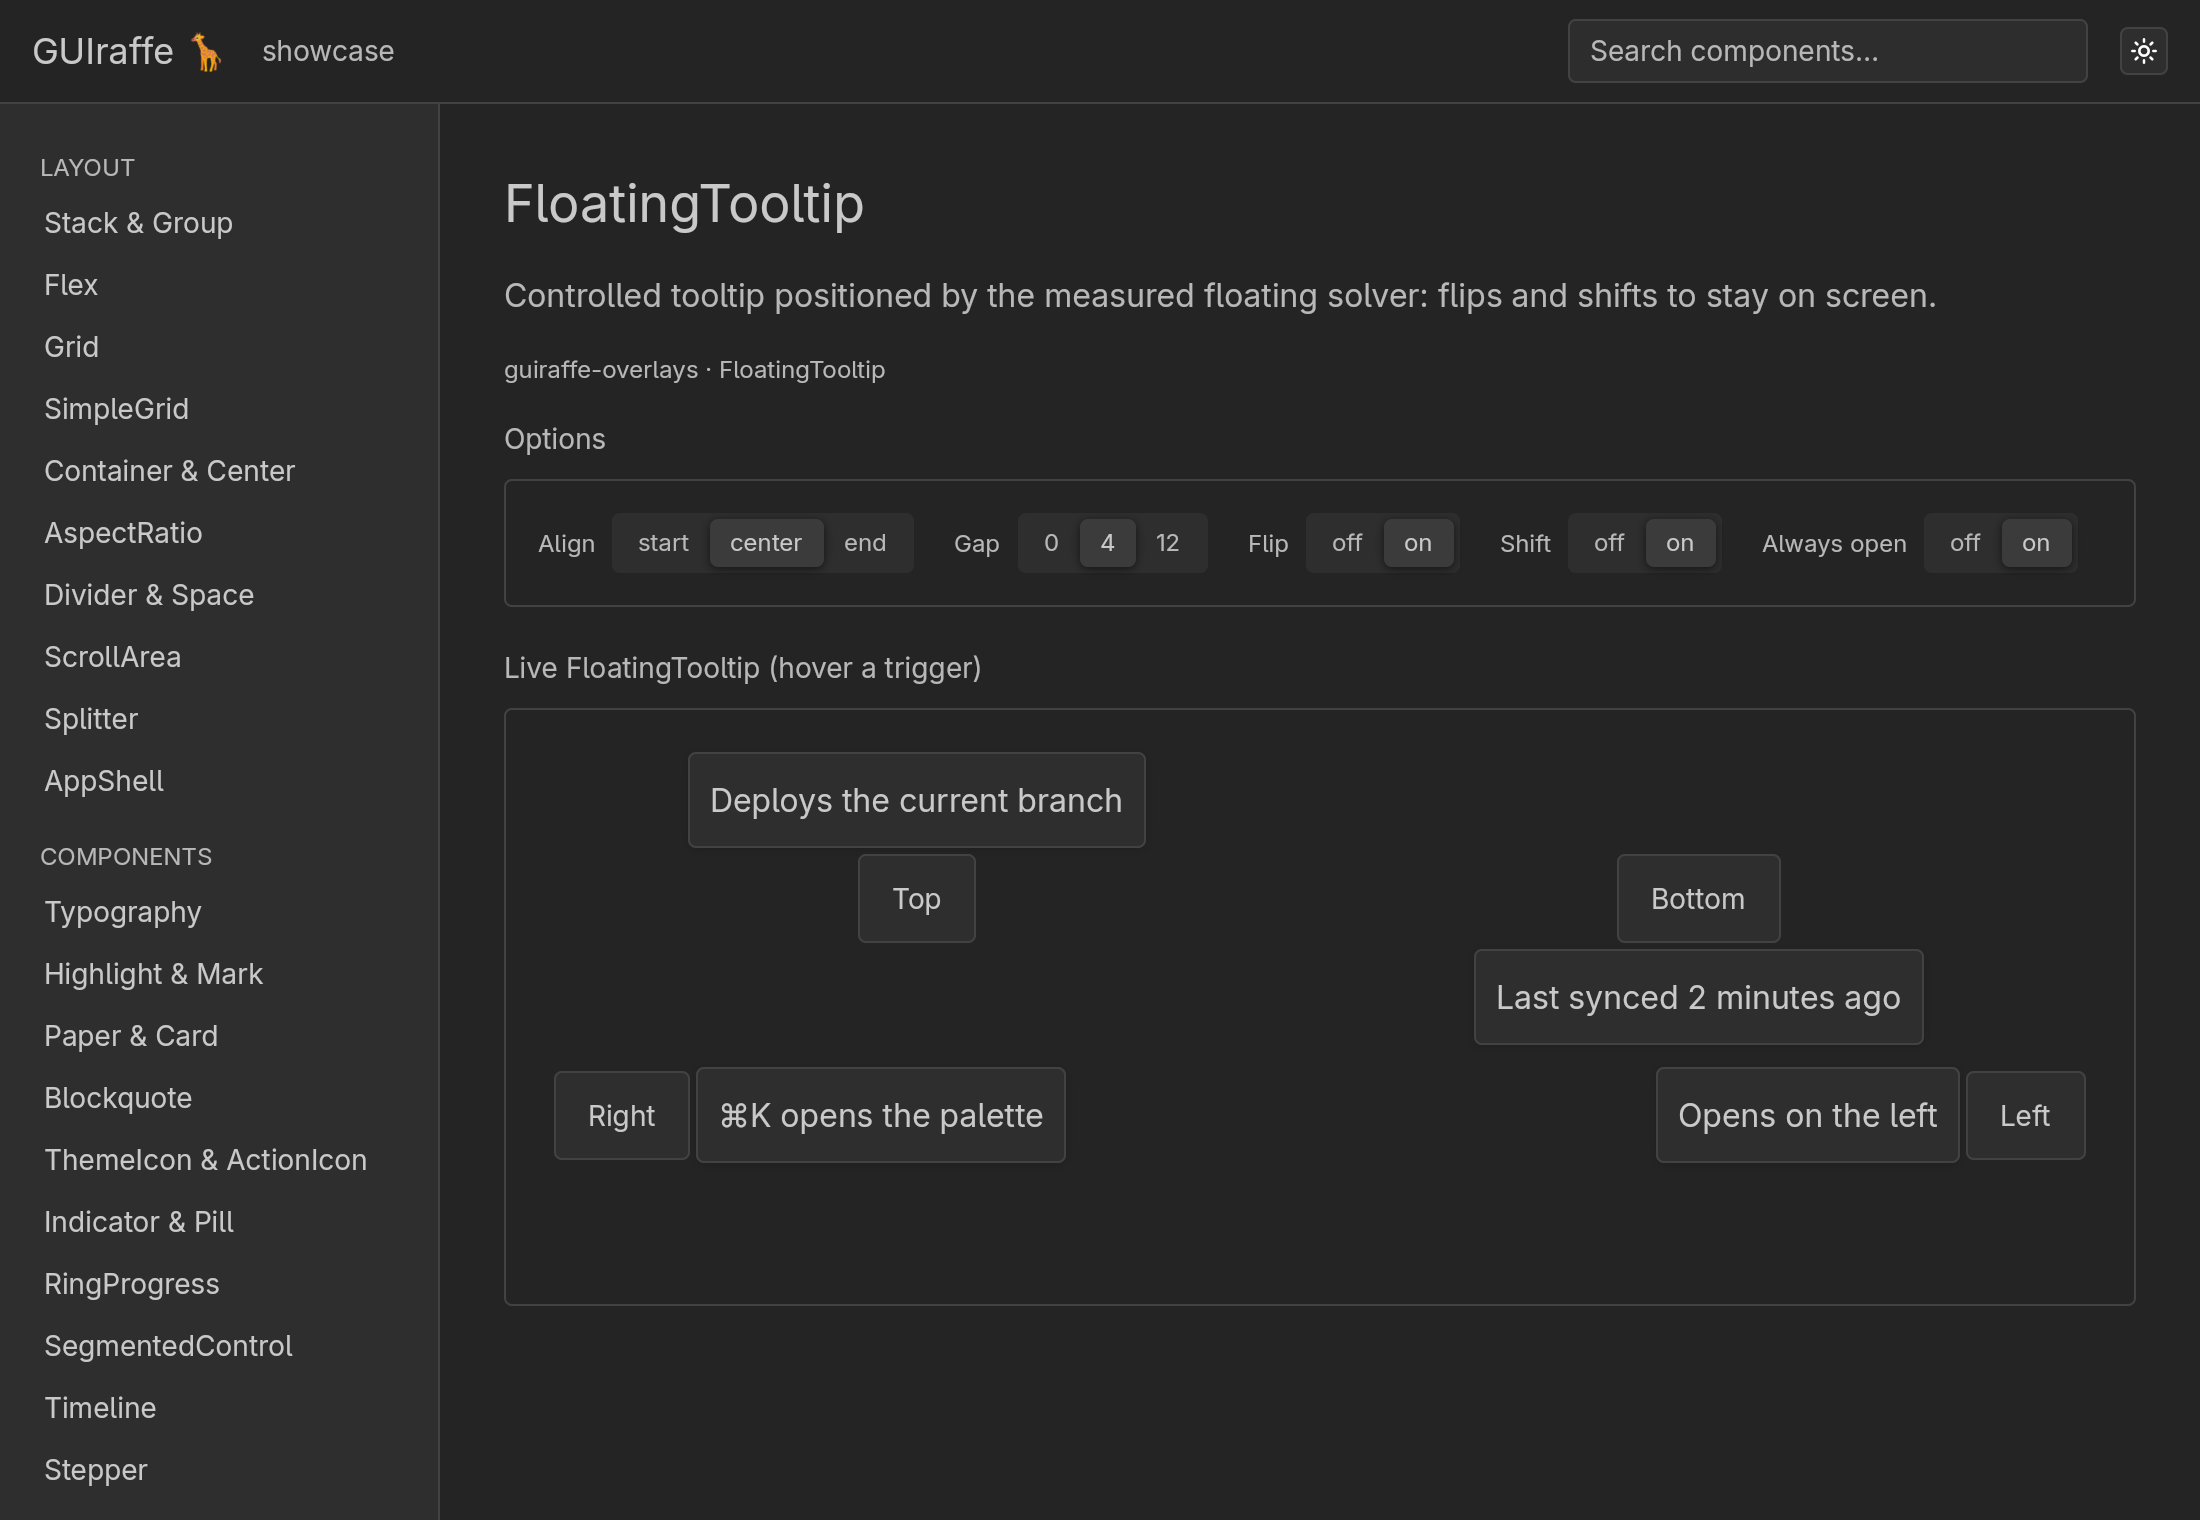 GUIraffe 🦒 showcase Search components...
LAYOUT
Stack & Group
Flex
Grid
SimpleGrid
Container & Center
AspectRatio
Divider & Space
ScrollArea
Splitter
AppShell
COMPONENTS
Typography
Highlight & Mark
Paper & Card
Blockquote
ThemeIcon & ActionIcon
Indicator & Pill
RingProgress
SegmentedControl
Timeline
Stepper
FloatingTooltip
Controlled tooltip positioned by the measured floating solver: flips and shifts to stay on screen.
guiraffe-overlays · FloatingTooltip
Options
Align start center end Gap 0 4 12 Flip off on Shift off on Always open off on
Live FloatingTooltip (hover a trigger)
Deploys the current branch
Top Bottom
Last synced 2 minutes ago
Right ⌘K opens the palette Opens on the left Left